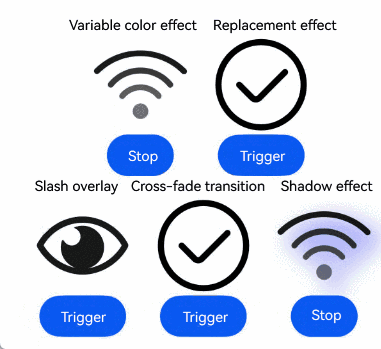 Variable color effect Replacement effect
Stop Trigger
Slash overlay Cross-fade transition Shadow effect
Trigger Trigger Stop